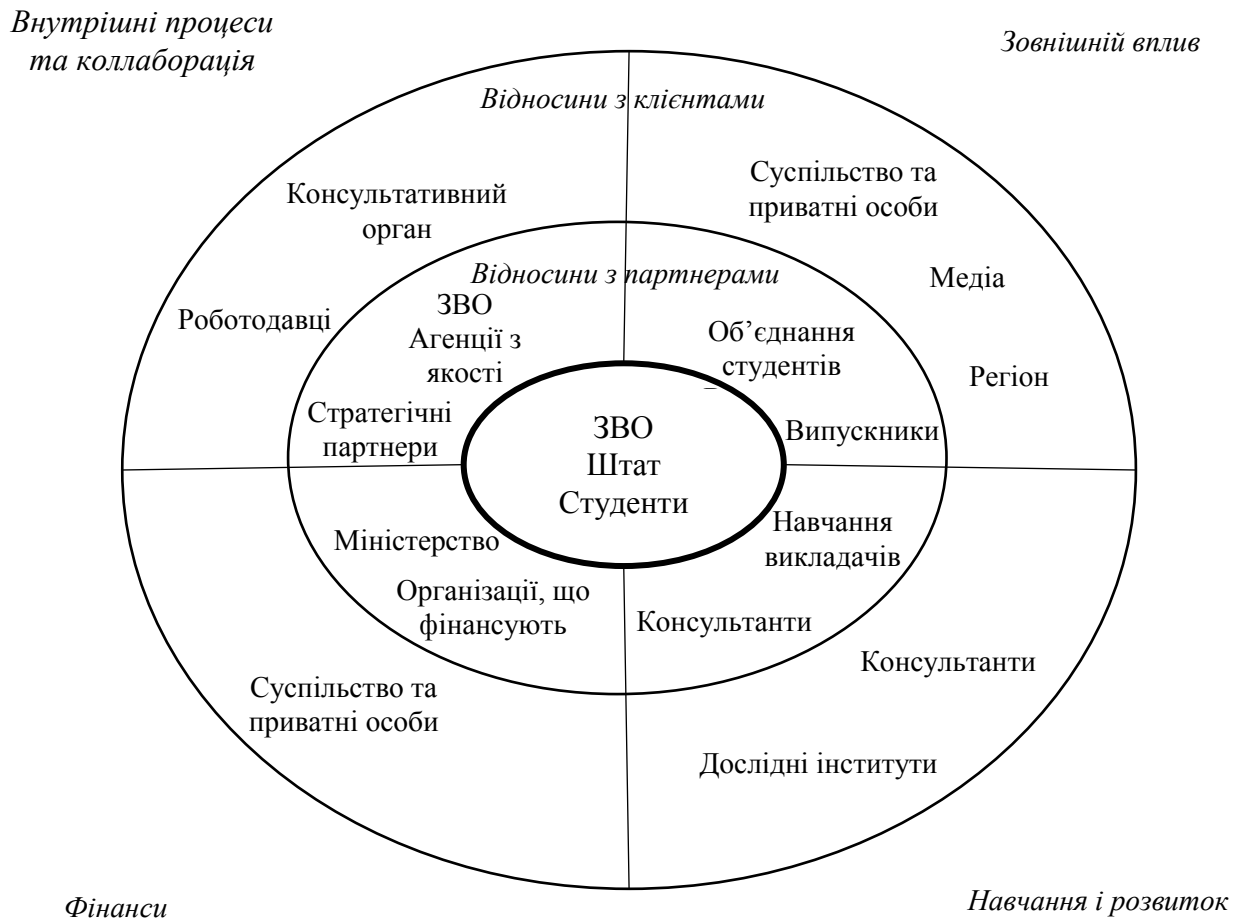 Внутрішні процеси
та коллаборація
Зовнішній вплив
Відносини з клієнтами
Консультативний
орган
Роботодавці
Суспільство та
приватні особи
Медіа
Регіон
Відносини з партнерами
ЗВО
Агенції з
якості
Стратегічні
партнери
Об’єднання
студентів
Випускники
ЗВО
Штат
Студенти
Міністерство
Організації, що
фінансують
Навчання
викладачів
Консультанти
Суспільство та
приватні особи
Консультанти
Дослідні інститути
Фінанси
Навчання і розвиток